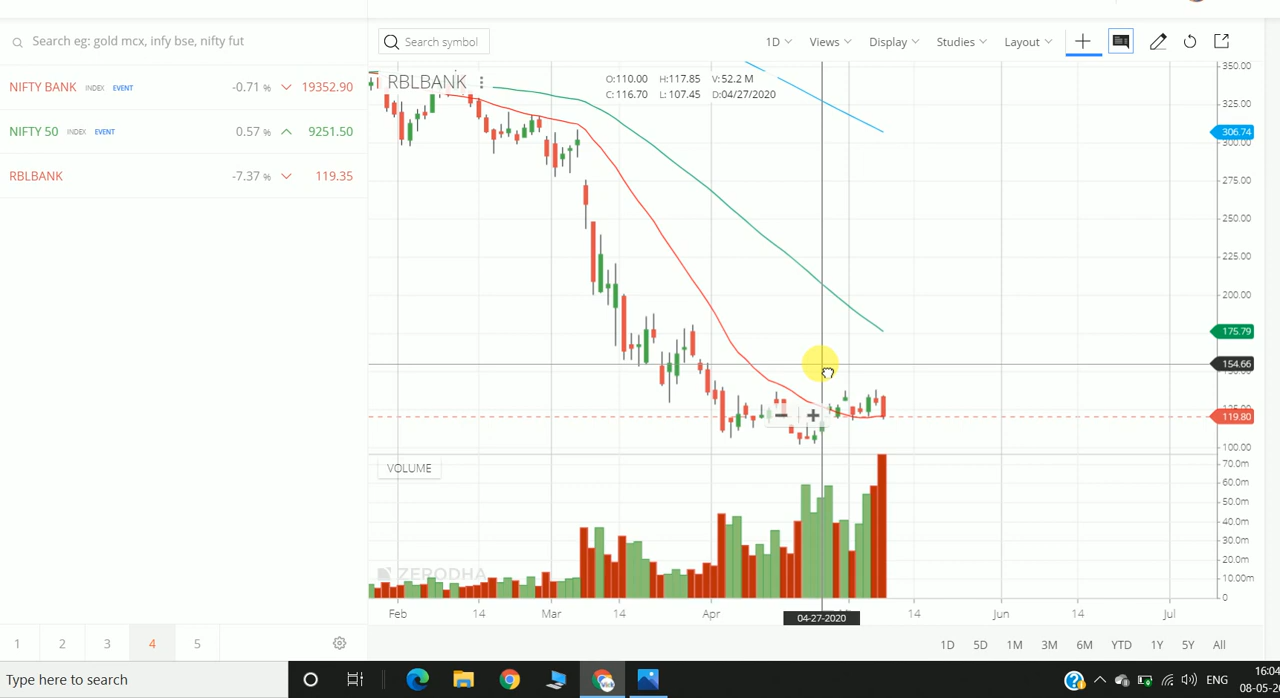 Search eg: gold mcx, infy bse, nifty fut
NIFTY BANK INDEX EVENT -0.71 % 19352.90
NIFTY 50 INDEX EVENT 0.57 % 9251.50
RBLBANK -7.37 % 119.35
1 2 3 4 5
Search symbol
1D Views Display Studies Layout
RBLBANK
O:110.00 H:117.85 V:52.2 M
C:116.70 L:107.45 D:04/27/2020
350.00
325.00
306.74
300.00
275.00
250.00
225.00
200.00
175.79
154.66
119.80
100.00
VOLUME
70.0m
60.0m
50.0m
40.0m
30.0m
20.0m
10.00m
0
ZERODHA
Feb 14 Mar 14 Apr 14 Jun 14 Jul
04-27-2020
1D 5D 1M 3M 6M YTD 1Y 5Y All
Type here to search
ENG
16:04
08-05-2